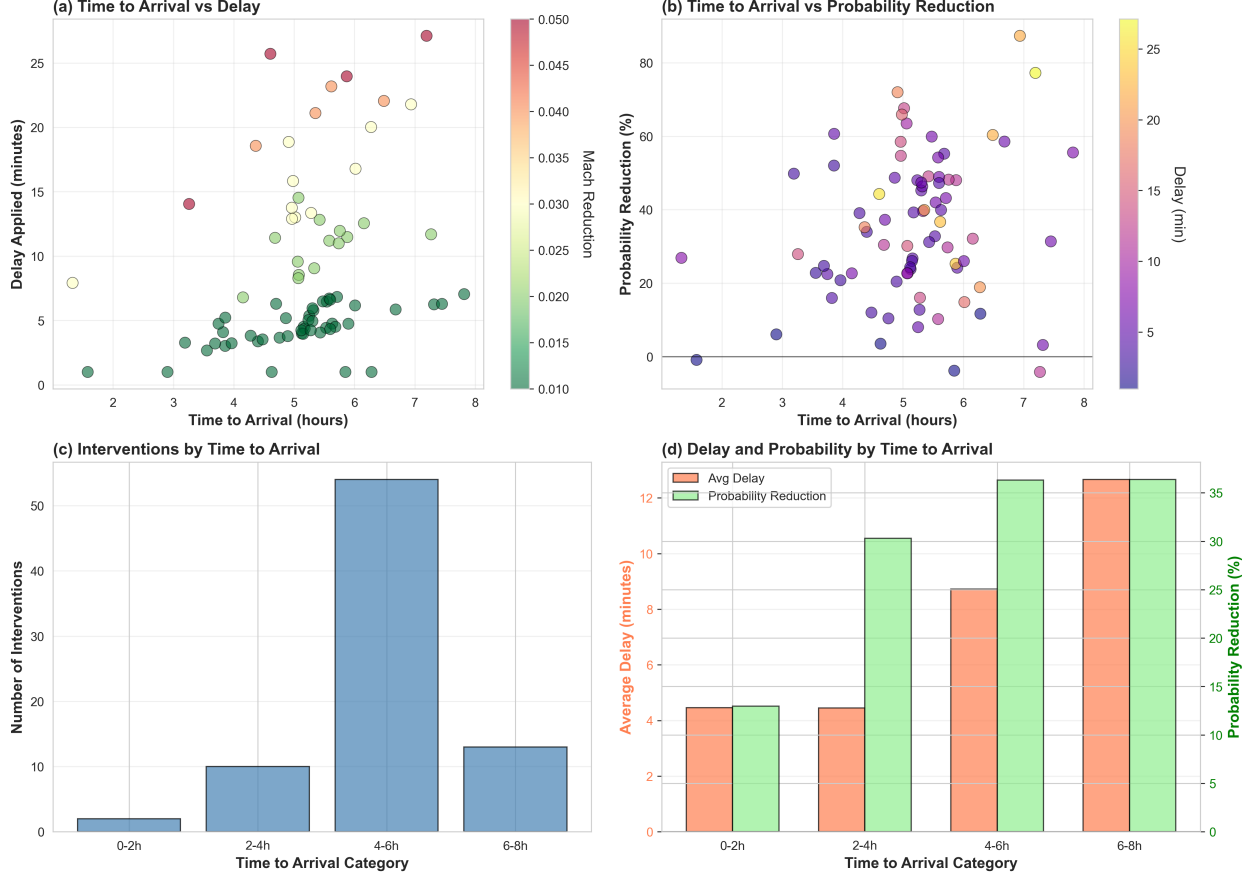 (a) Time to Arrival vs Delay
Delay Applied (minutes)
25
20
15
10
5
0
2 3 4 5 6 7 8
Time to Arrival (hours)
0.050
0.045
0.040
0.035
0.030
0.025
0.020
0.015
0.010
Mach Reduction
(b) Time to Arrival vs Probability Reduction
Probability Reduction (%)
80
60
40
20
0
2 3 4 5 6 7 8
Time to Arrival (hours)
25
20
15
10
5
Delay (min)
(c) Interventions by Time to Arrival
Number of Interventions
50
40
30
20
10
0
0-2h 2-4h 4-6h 6-8h
Time to Arrival Category
(d) Delay and Probability by Time to Arrival
Avg Delay
Probability Reduction
Average Delay (minutes)
12
10
8
6
4
2
0
0-2h 2-4h 4-6h 6-8h
Time to Arrival Category
35
30
25
20
15
10
5
0
Probability Reduction (%)